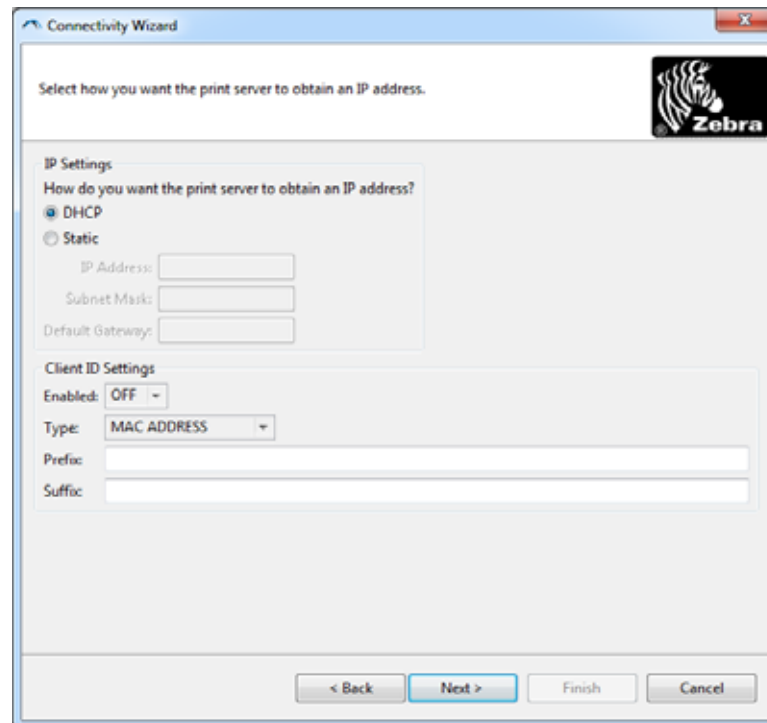 Connectivity Wizard
Select how you want the print server to obtain an IP address.
Zebra
IP Settings
How do you want the print server to obtain an IP address?
DHCP
Static
IP Address:
Subnet Mask:
Default Gateway:
Client ID Settings
Enabled: OFF
Type: MAC ADDRESS
Prefix:
Suffix:
< Back Next > Finish Cancel